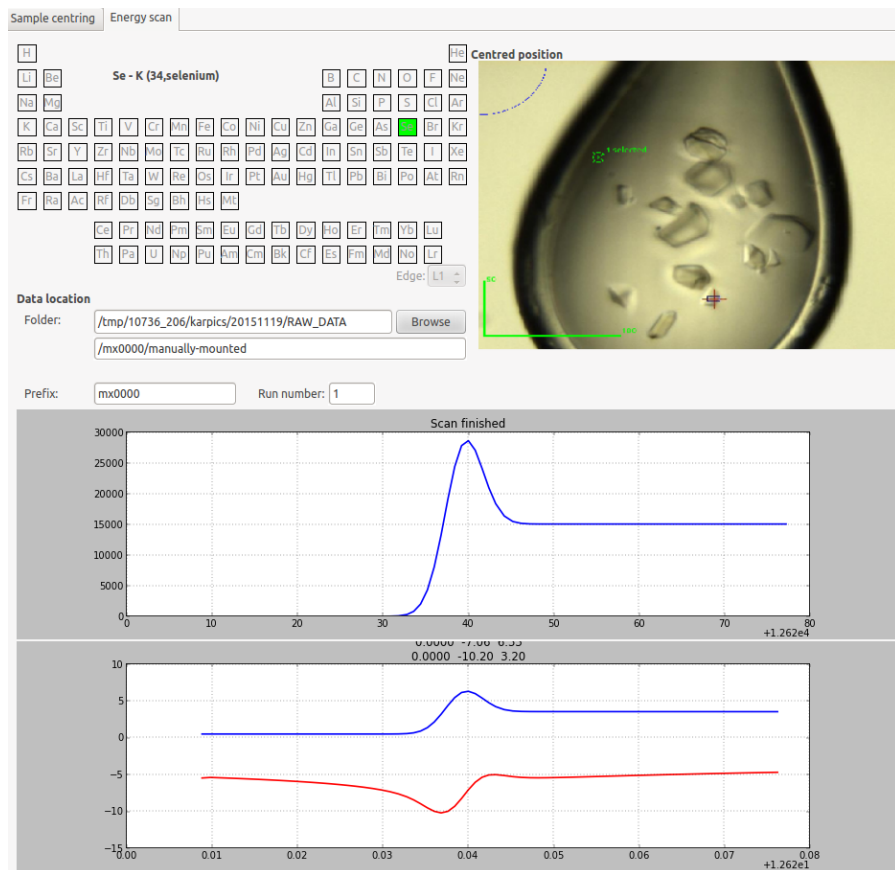 Sample centring Energy scan
H He Centred position
Li Be Se - K (34,selenium) B C N O F Ne
Na Mg Al Si P S Cl Ar
K Ca Sc Ti V Cr Mn Fe Co Ni Cu Zn Ga Ge As Se Br Kr
Rb Sr Y Zr Nb Mo Tc Ru Rh Pd Ag Cd In Sn Sb Te I Xe
Cs Ba La Hf Ta W Re Os Ir Pt Au Hg Tl Pb Bi Po At Rn
Fr Ra Ac Rf Db Sg Bh Hs Mt
Ce Pr Nd Pm Sm Eu Gd Tb Dy Ho Er Tm Yb Lu
Th Pa U Np Pu Am Cm Bk Cf Es Fm Md No Lr
Edge: L1
1 selected
Data location
Folder: /tmp/10736_206/karpics/20151119/RAW_DATA Browse
/mx0000/manually-mounted
Prefix: mx0000 Run number: 1
Scan finished
30000
25000
20000
15000
10000
5000
0
0 10 20 30 40 50 60 70 80
+1.262e4
0.0000 -7.06 6.55
0.0000 -10.20 3.20
10
5
0
−5
−10
−15
0.00 0.01 0.02 0.03 0.04 0.05 0.06 0.07 0.08
+1.262e1